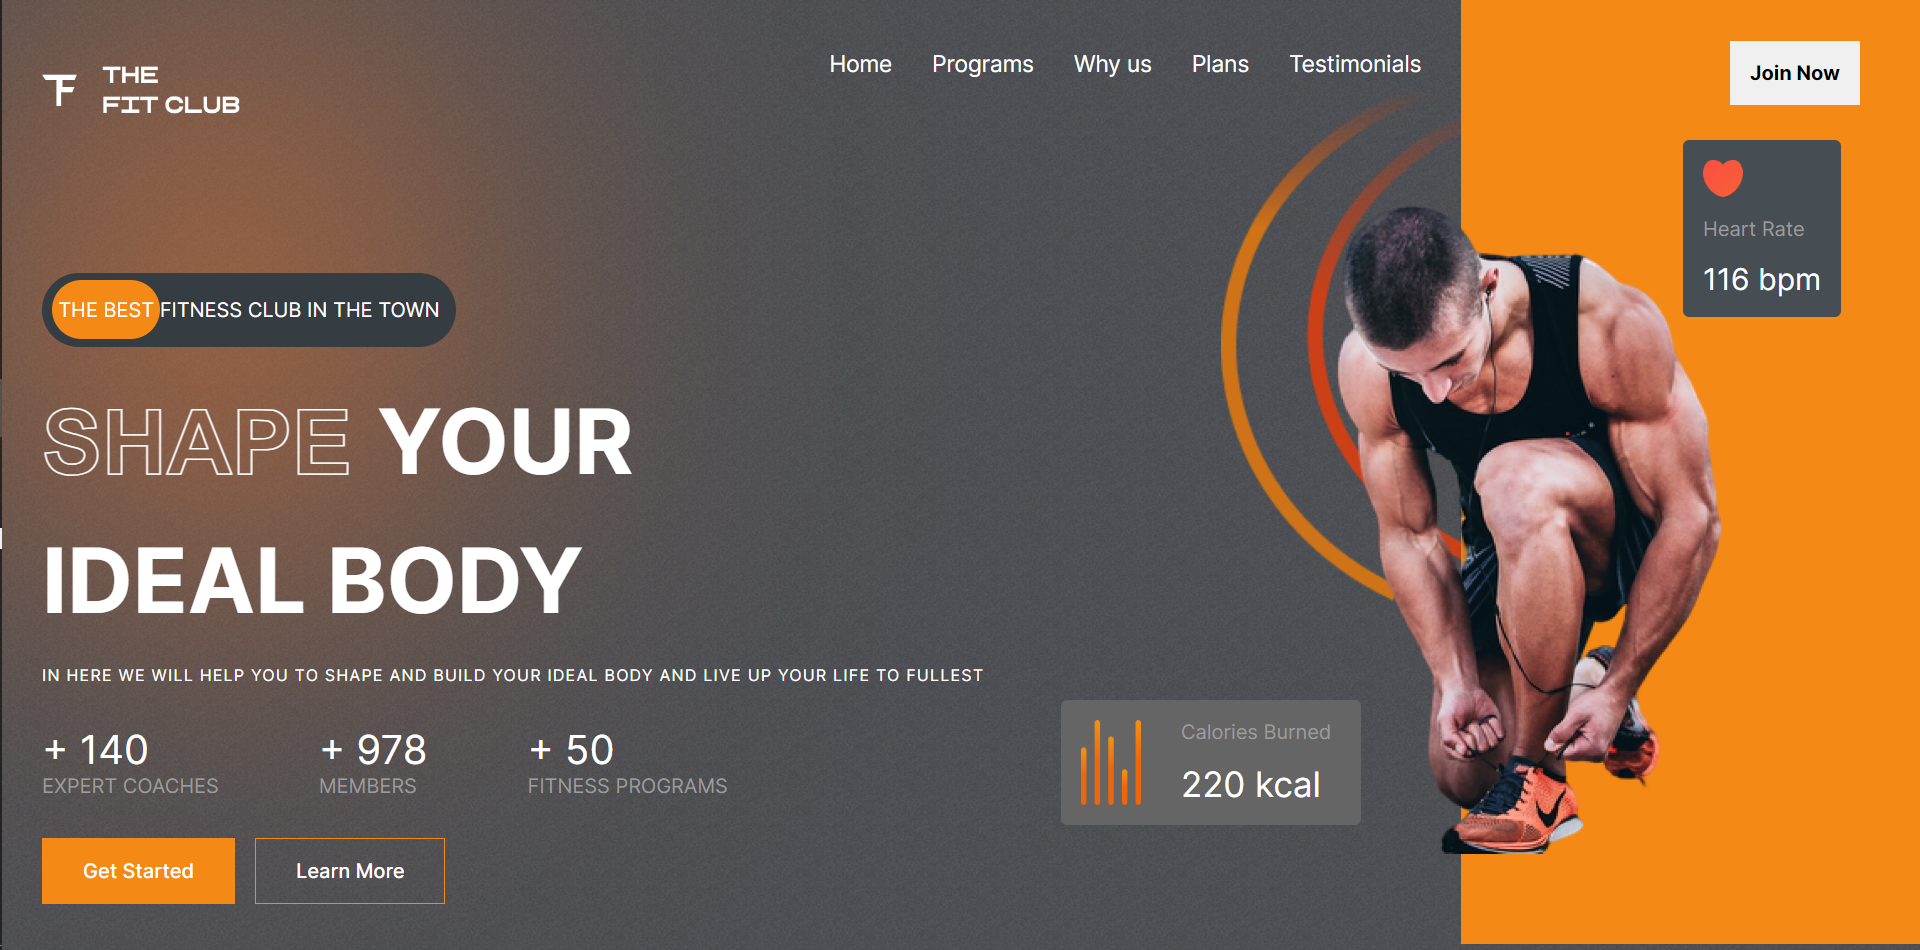 THE
FIT CLUB
Home Programs Why us Plans Testimonials
Join Now
Heart Rate
116 bpm
THE BEST FITNESS CLUB IN THE TOWN
SHAPE YOUR
IDEAL BODY
IN HERE WE WILL HELP YOU TO SHAPE AND BUILD YOUR IDEAL BODY AND LIVE UP YOUR LIFE TO FULLEST
+ 140 + 978 + 50
EXPERT COACHES MEMBERS FITNESS PROGRAMS
Calories Burned
220 kcal
Get Started Learn More